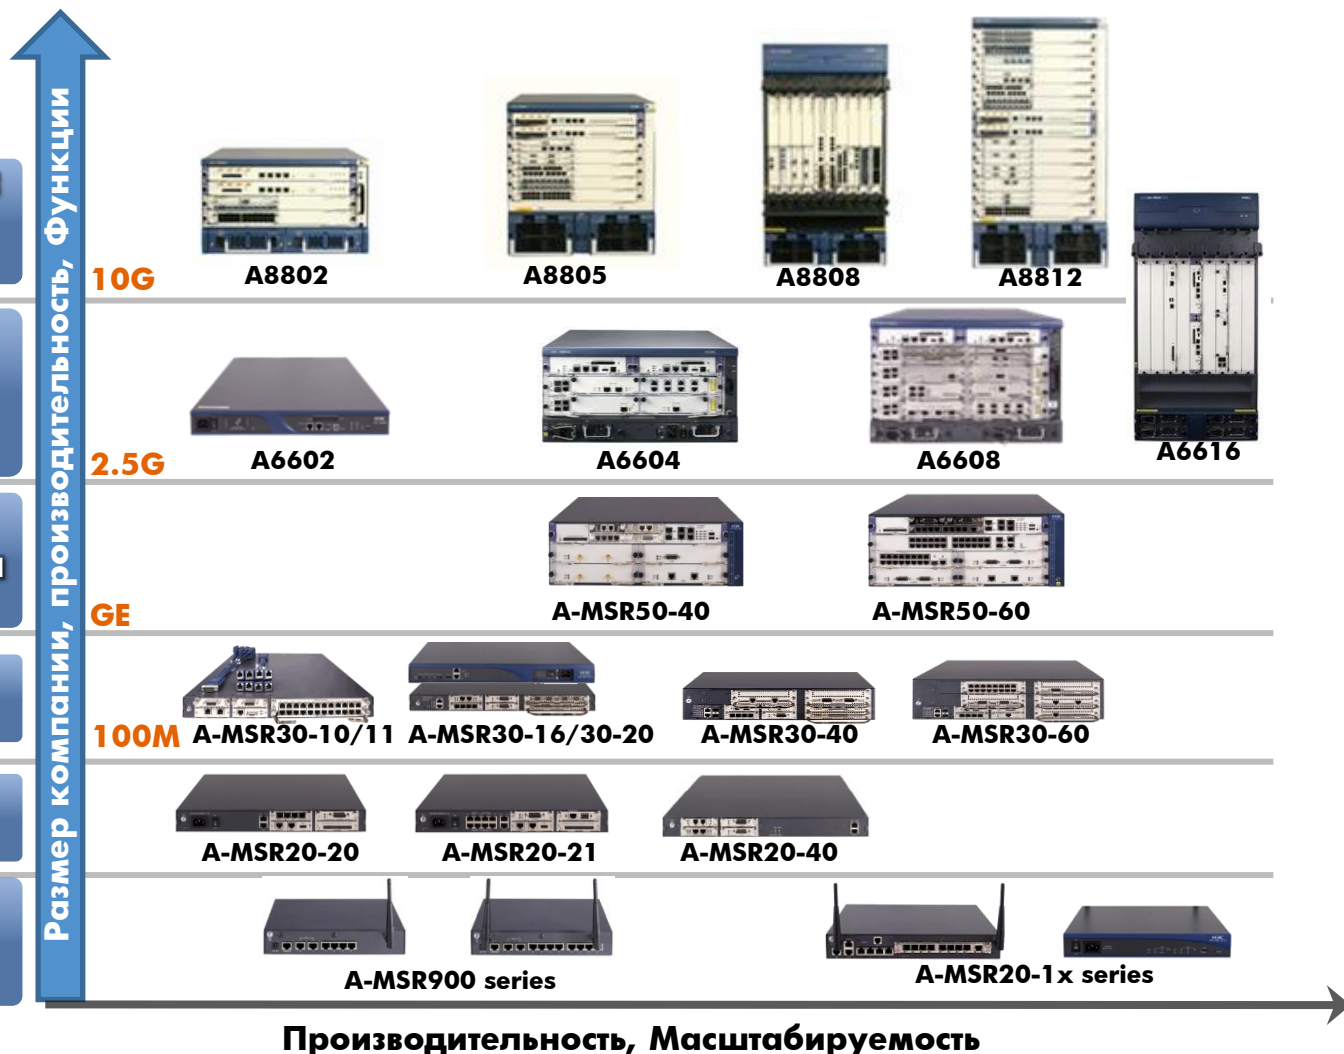 Размер компании, производительность, Функции
10G
A8802
A8805
A8808
A8812
2.5G
A6602
A6604
A6608
A6616
GE
A-MSR50-40
A-MSR50-60
100M
A-MSR30-10/11
A-MSR30-16/30-20
A-MSR30-40
A-MSR30-60
A-MSR20-20
A-MSR20-21
A-MSR20-40
A-MSR900 series
A-MSR20-1x series
Производительность, Масштабируемость